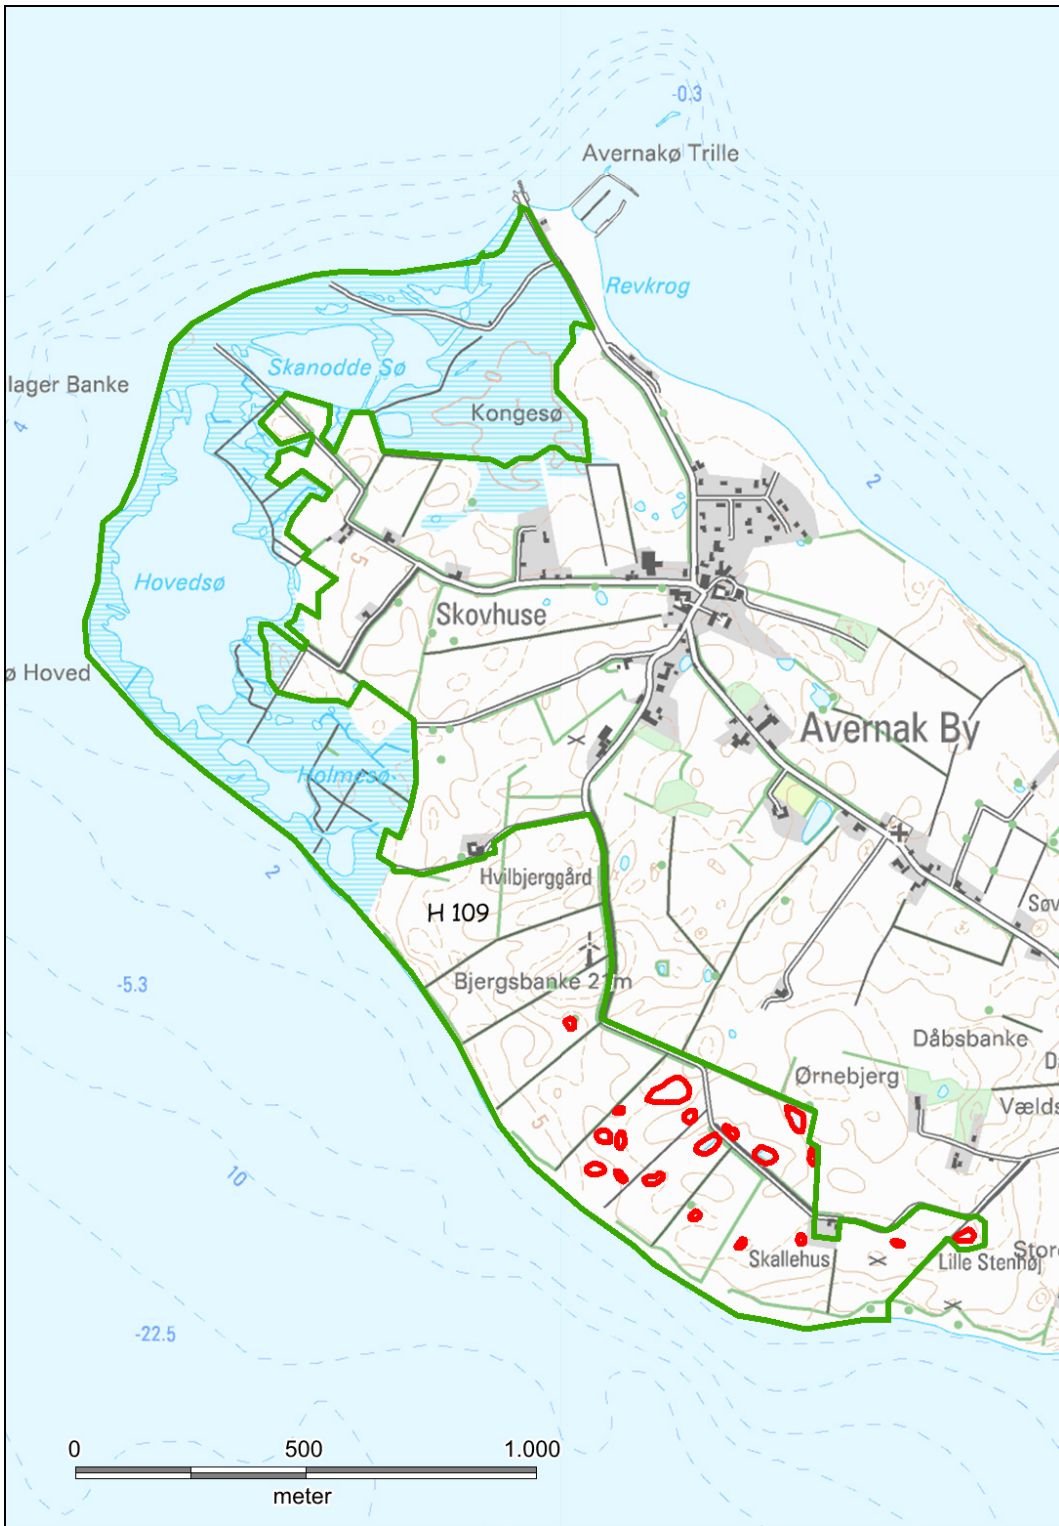 -0.3
Avernakø Trille
Revkrog
Skanodde Sø
lager Banke
Kongesø
4
2
Hovedsø
5
Skovhuse
ø Hoved
Avernak By
Holmesø
2
Hvilbjerggård
Søv
H 109
-5.3
Bjergsbanke 21m
Dåbsbanke
Ørnebjerg
D
Vælds
5
10
Skallehus
Lille Stenhøj
Store
-22.5
0 500 1.000
meter